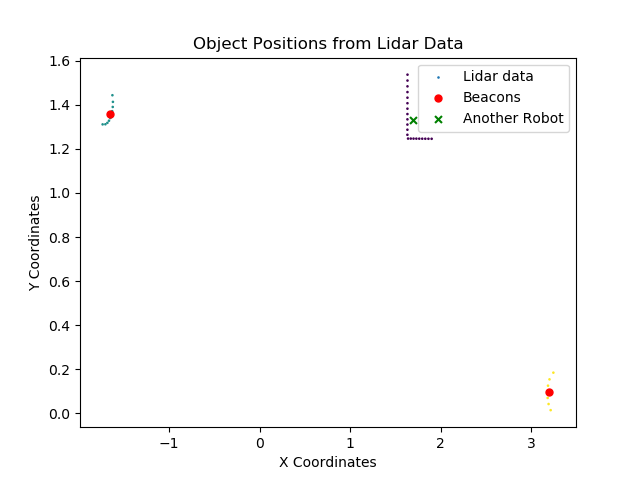 Object Positions from Lidar Data
Lidar data
Beacons
Another Robot
1.6
1.4
1.2
1.0
0.8
0.6
0.4
0.2
0.0
Y Coordinates
−1
0
1
2
3
X Coordinates